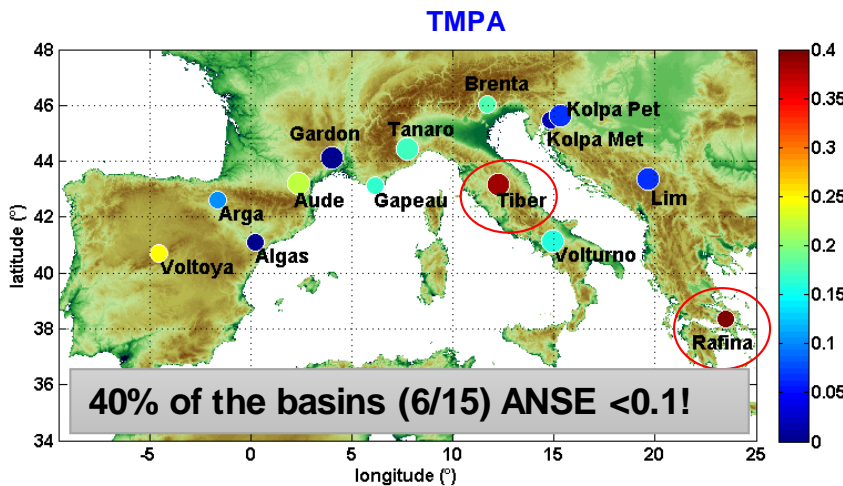 TMPA
48
46
44
42
40
38
36
34
latitude (°)
Brenta
Kolpa Pet
Kolpa Met
Gardon
Tanaro
Aude
Gapeau
Tiber
Lim
Arga
Algas
Voltoya
Volturno
Rafina
40% of the basins (6/15) ANSE <0.1!
-5
0
5
10
15
20
25
longitude (°)
0.4
0.35
0.3
0.25
0.2
0.15
0.1
0.05
0